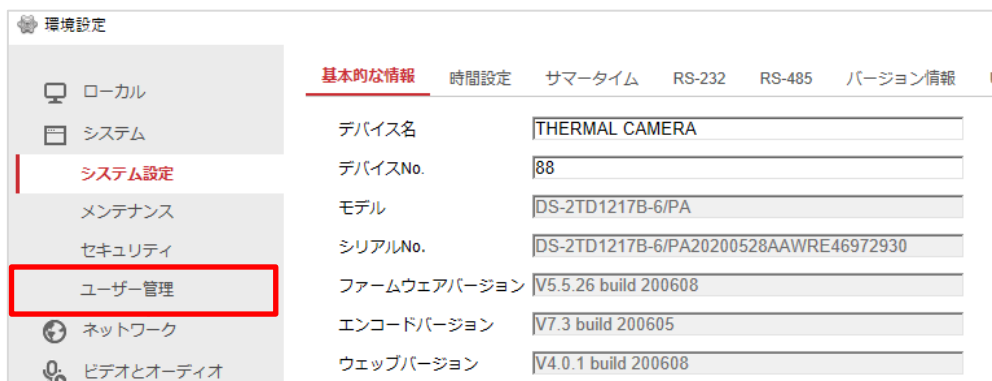 環境設定
ローカル
システム
システム設定
メンテナンス
セキュリティ
ユーザー管理
ネットワーク
ビデオとオーディオ
基本的な情報 時間設定 サマータイム RS-232 RS-485 バージョン情報
デバイス名 THERMAL CAMERA
デバイスNo. 88
モデル DS-2TD1217B-6/PA
シリアルNo. DS-2TD1217B-6/PA20200528AAWRE46972930
ファームウェアバージョン V5.5.26 build 200608
エンコードバージョン V7.3 build 200605
ウェッブバージョン V4.0.1 build 200608